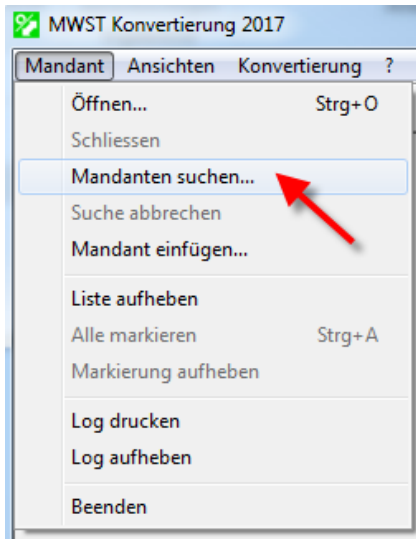 MWST Konvertierung 2017
Mandant Ansichten Konvertierung ?
Öffnen... Strg+O
Schliessen
Mandanten suchen...
Suche abbrechen
Mandant einfügen...
Liste aufheben
Alle markieren Strg+A
Markierung aufheben
Log drucken
Log aufheben
Beenden